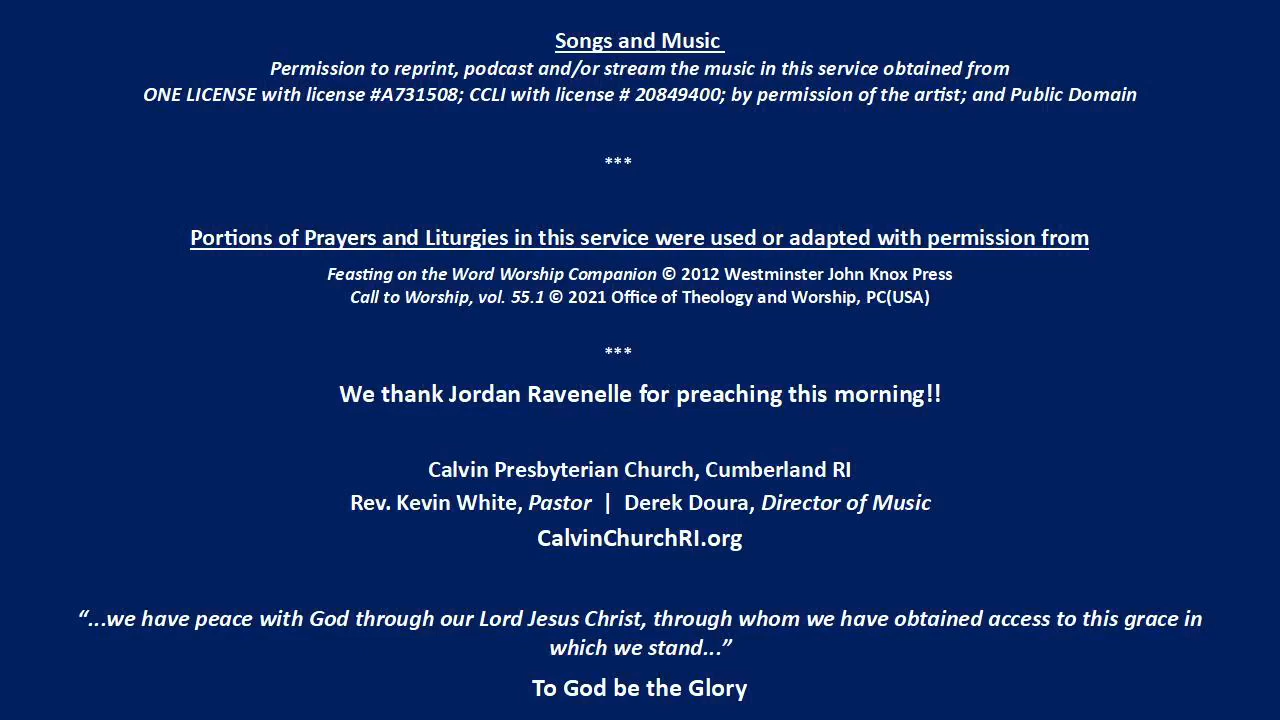 Songs and Music
Permission to reprint, podcast and/or stream the music in this service obtained from
ONE LICENSE with license #A731508; CCLI with license # 20849400; by permission of the artist; and Public Domain
***
Portions of Prayers and Liturgies in this service were used or adapted with permission from
Feasting on the Word Worship Companion © 2012 Westminster John Knox Press
Call to Worship, vol. 55.1 © 2021 Office of Theology and Worship, PC(USA)
***
We thank Jordan Ravenelle for preaching this morning!!
Calvin Presbyterian Church, Cumberland RI
Rev. Kevin White, Pastor | Derek Doura, Director of Music
CalvinChurchRI.org
“...we have peace with God through our Lord Jesus Christ, through whom we have obtained access to this grace in
which we stand...”
To God be the Glory